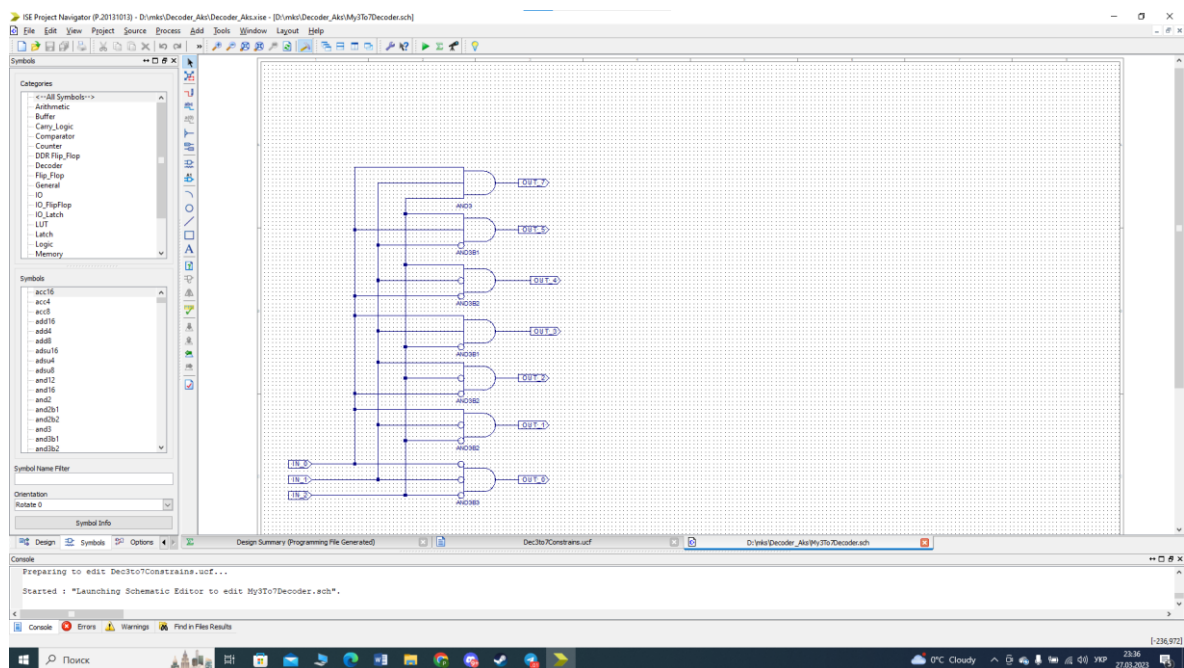 ISE Project Navigator (P.20131013) - D:\mks\Decoder_Aks\Decoder_Aks.xise - [D:\mks\Decoder_Aks\My3To7Decoder.sch]
File Edit View Project Source Process Add Tools Window Layout Help
Symbols
Categories
<--All Symbols-->
Arithmetic
Buffer
Carry_Logic
Comparator
Counter
DDR Flip_Flop
Decoder
Flip_Flop
General
IO
IO_FlipFlop
IO_Latch
LUT
Latch
Logic
Memory
Symbols
acc16
acc4
acc8
add16
add4
add8
adsu16
adsu4
adsu8
and12
and16
and2
and2b1
and2b2
and3
and3b1
and3b2
Symbol Name Filter
Orientation
Rotate 0
Symbol Info
OUT_7
AND3
OUT_5
AND3B1
OUT_4
AND3B2
OUT_3
AND3B1
OUT_2
AND3B2
OUT_1
AND3B2
IN_0
IN_1
OUT_0
IN_2
AND3B3
Design Symbols Options
Design Summary (Programming File Generated)
Dec3to7Constrains.ucf
D:\mks\Decoder_Aks\My3To7Decoder.sch
Console
Preparing to edit Dec3to7Constrains.ucf...
Started : "Launching Schematic Editor to edit My3To7Decoder.sch".
Console Errors Warnings Find in Files Results
[-236,972]
Поиск
0°C Cloudy
УКР
23:36
27.03.2023